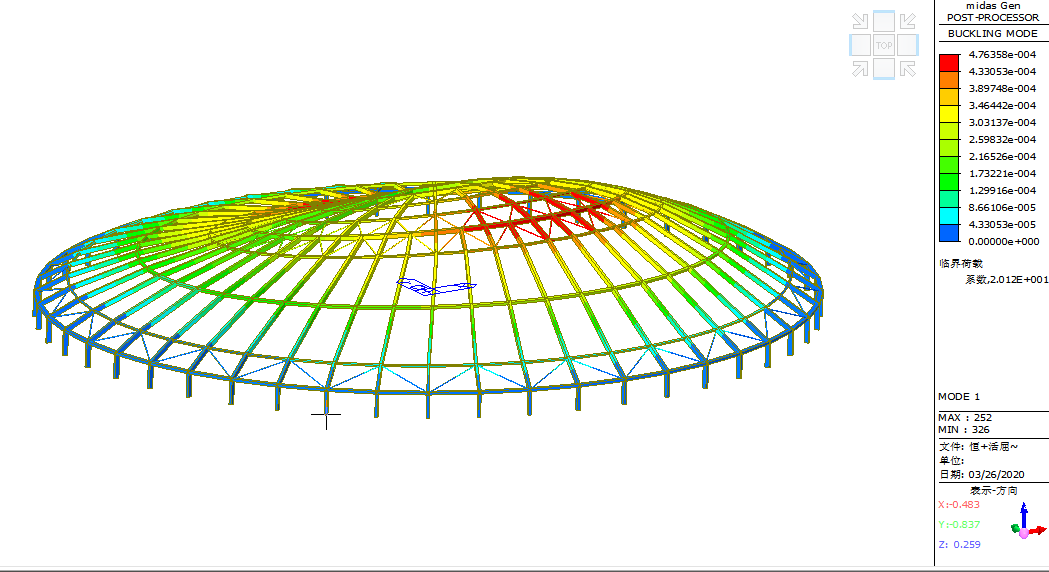 TOP
midas Gen
POST-PROCESSOR
BUCKLING MODE
4.76358e-004
4.33053e-004
3.89748e-004
3.46442e-004
3.03137e-004
2.59832e-004
2.16526e-004
1.73221e-004
1.29916e-004
8.66106e-005
4.33053e-005
0.00000e+000
临界荷载
系数,2.012E+001
MODE 1
MAX : 252
MIN : 326
文件: 恒+活屈~
单位:
日期: 03/26/2020
表示-方向
X:-0.483
Y:-0.837
Z: 0.259